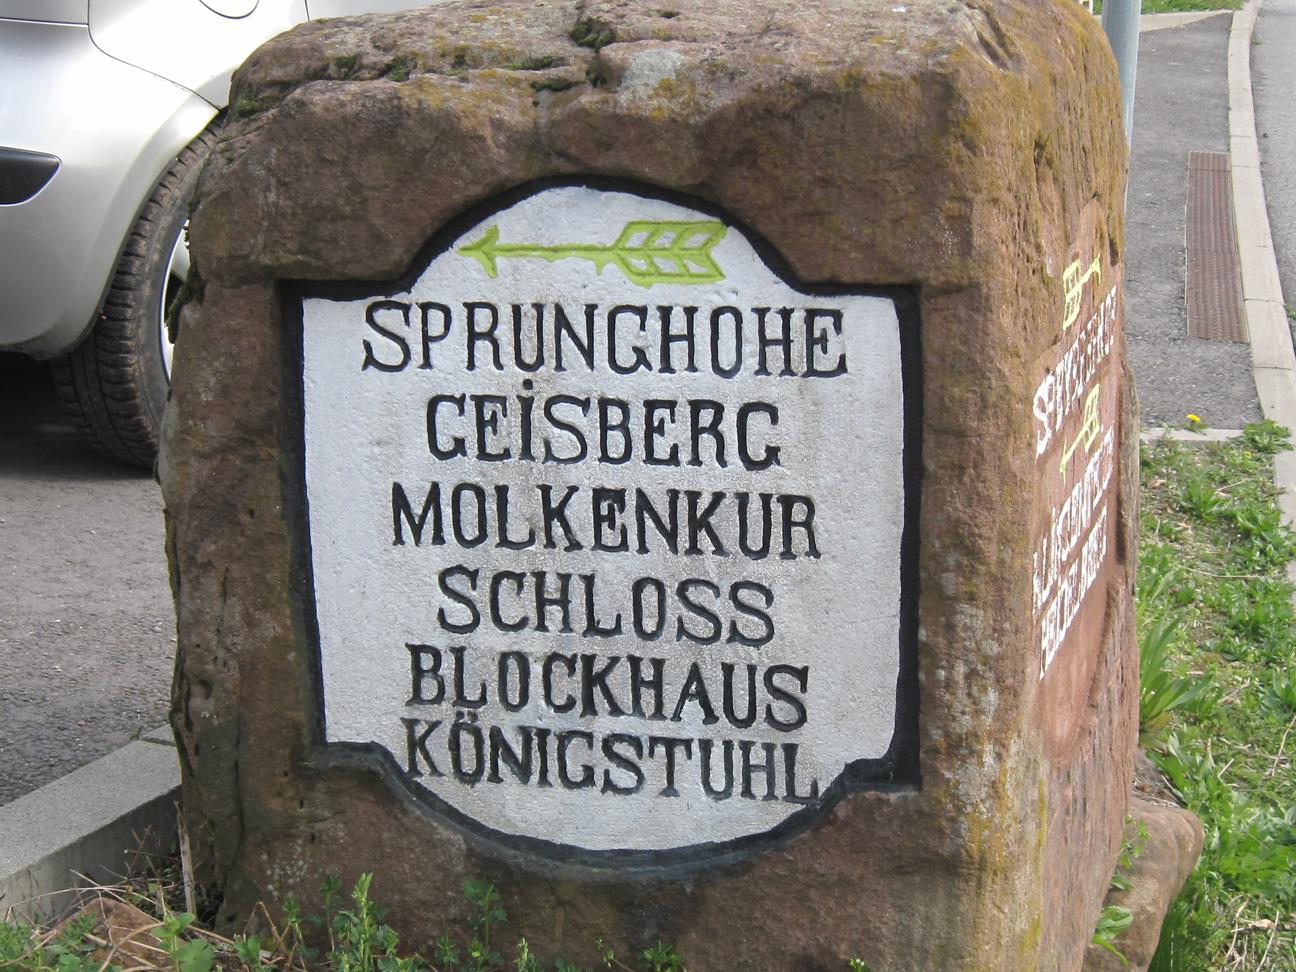 SPRUNGHOHE
GEiSBERG
MOLKENKUR
SCHLOSS
BLOCKHAUS
KÖNIGSTUHL